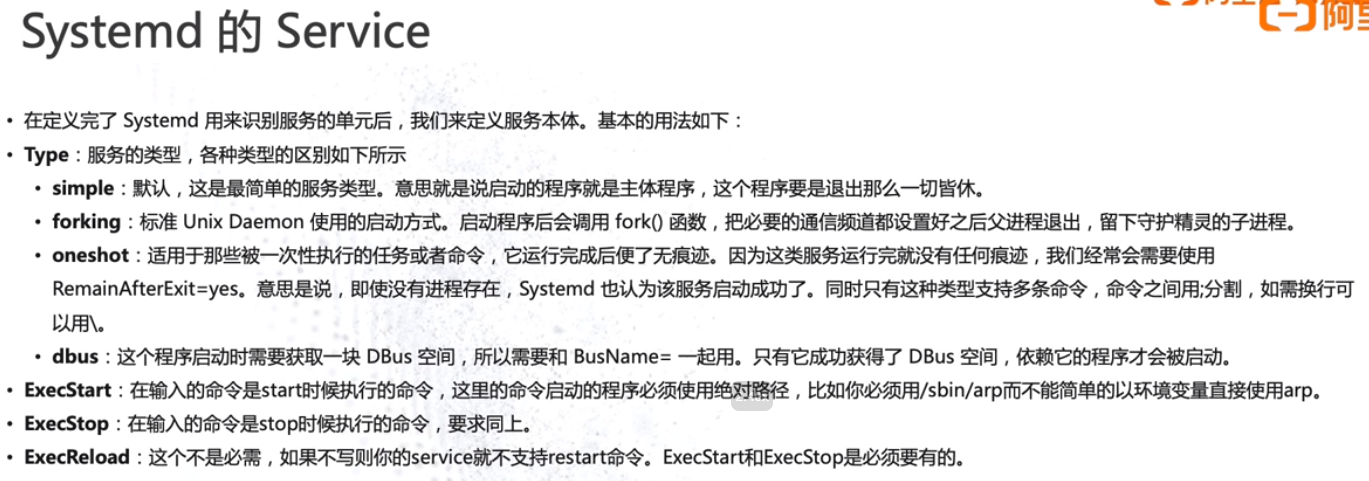 Systemd 的 Service
• 在定义完了 Systemd 用来识别服务的单元后，我们来定义服务本体。基本的用法如下：
• Type：服务的类型，各种类型的区别如下所示
• simple：默认，这是最简单的服务类型。意思就是说启动的程序就是主体程序，这个程序要是退出那么一切皆休。
• forking：标准 Unix Daemon 使用的启动方式。启动程序后会调用 fork() 函数，把必要的通信频道都设置好之后父进程退出，留下守护精灵的子进程。
• oneshot：适用于那些被一次性执行的任务或者命令，它运行完成后便了无痕迹。因为这类服务运行完就没有任何痕迹，我们经常会需要使用
RemainAfterExit=yes。意思是说，即使没有进程存在，Systemd 也认为该服务启动成功了。同时只有这种类型支持多条命令，命令之间用;分割，如需换行可
以用\。
• dbus：这个程序启动时需要获取一块 DBus 空间，所以需要和 BusName= 一起用。只有它成功获得了 DBus 空间，依赖它的程序才会被启动。
• ExecStart：在输入的命令是start时候执行的命令，这里的命令启动的程序必须使用绝对路径，比如你必须用/sbin/arp而不能简单的以环境变量直接使用arp。
• ExecStop：在输入的命令是stop时候执行的命令，要求同上。
• ExecReload：这个不是必需，如果不写则你的service就不支持restart命令。ExecStart和ExecStop是必须要有的。